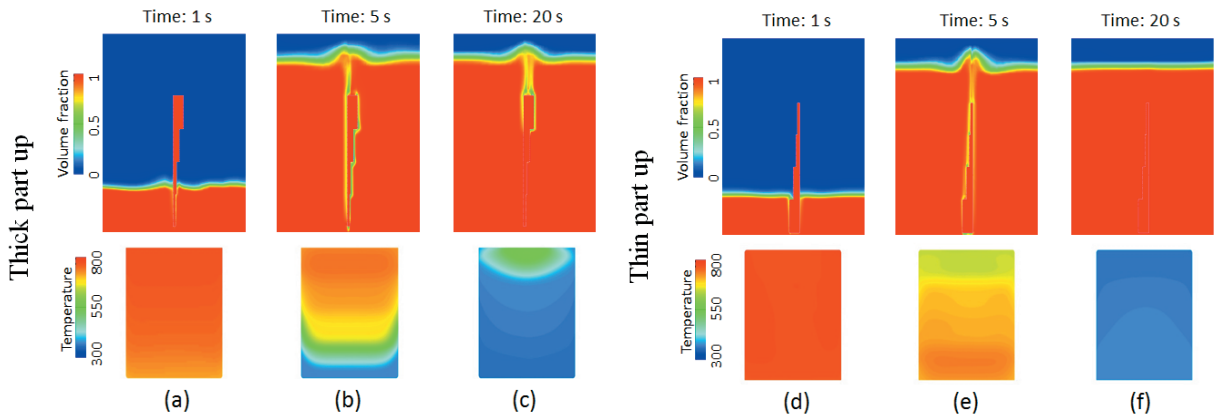 Time: 1 s Time: 5 s Time: 20 s
Thick part up
Volume fraction
1
0.5
0
Temperature
800
550
300
(a) (b) (c)
Time: 1 s Time: 5 s Time: 20 s
Thin part up
Volume fraction
1
0.5
0
Temperature
800
550
300
(d) (e) (f)